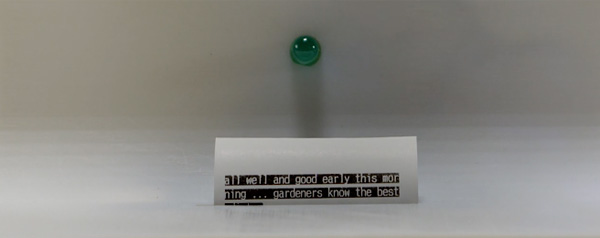 all well and good early this mor
ning ... gardeners know the best